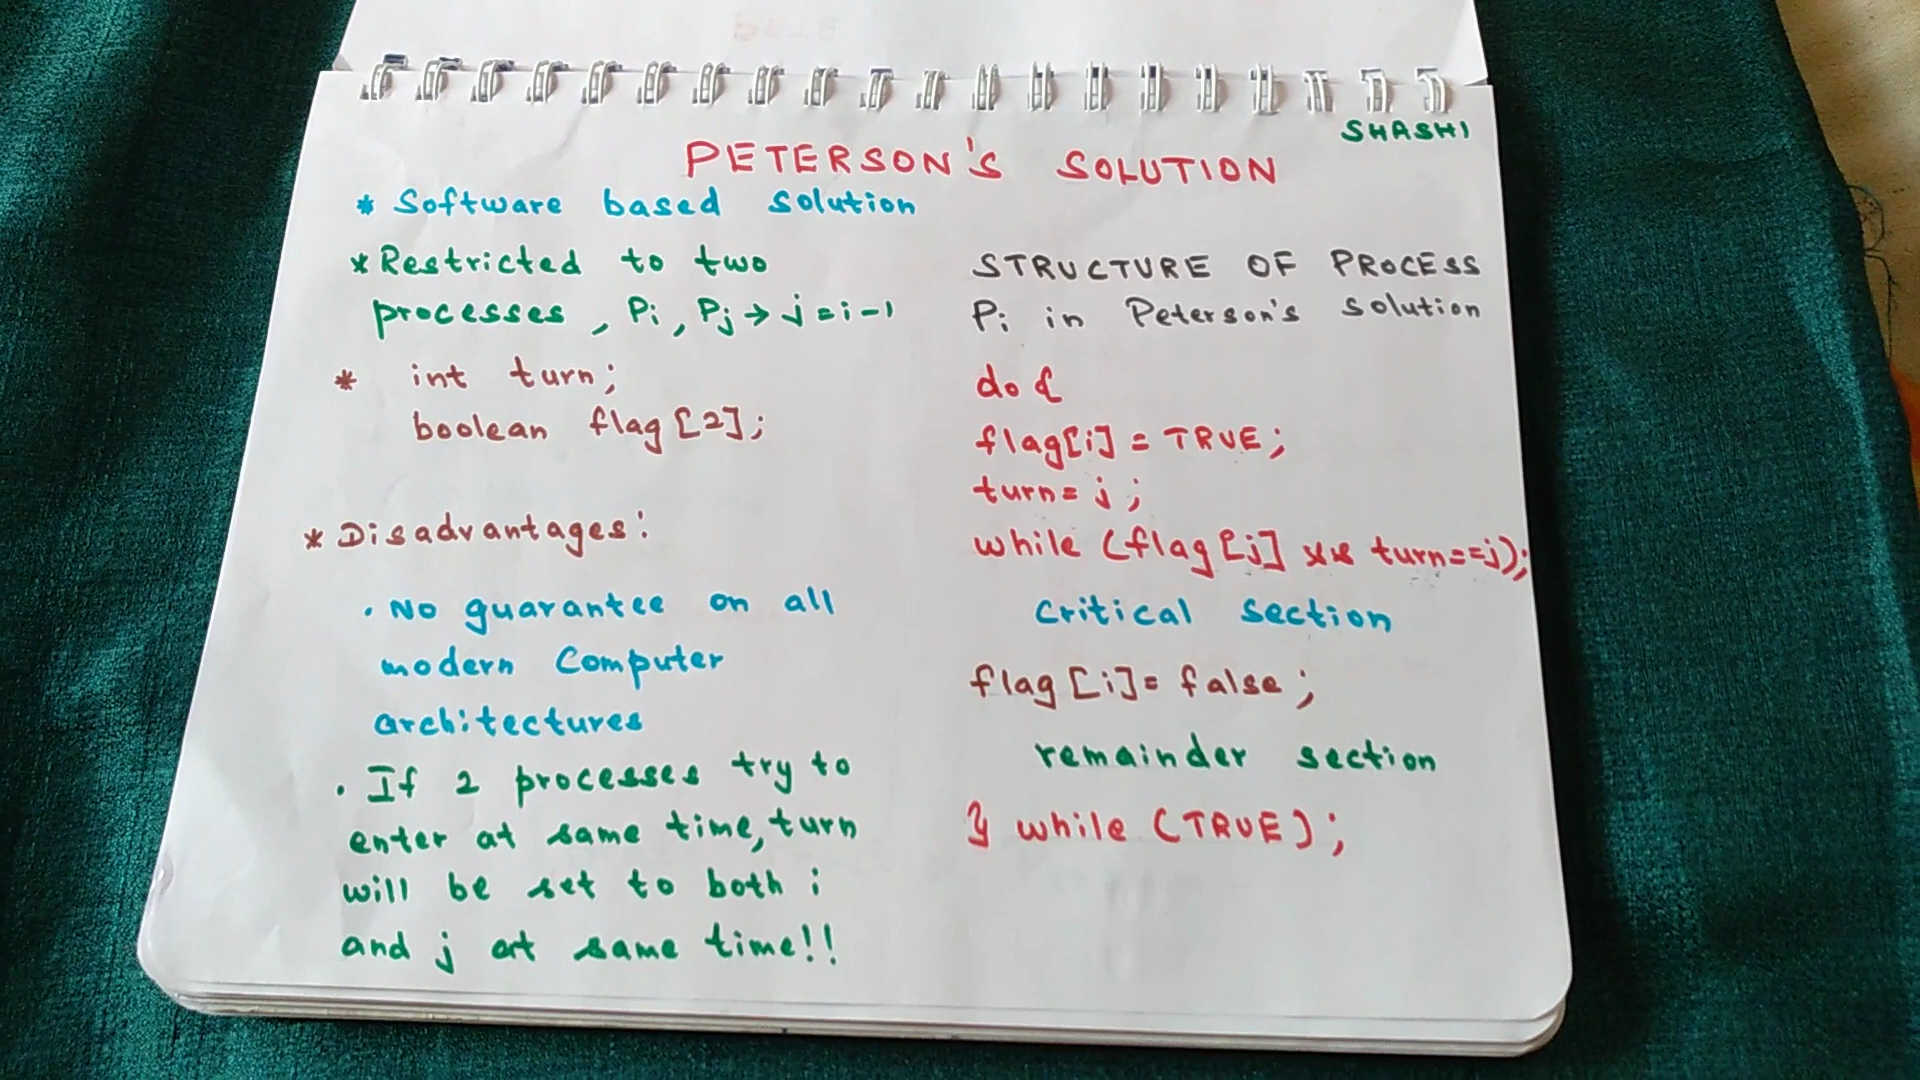 SHASHI
PETERSON'S SOLUTION
* Software based solution
* Restricted to two
processes, Pi, Pj → j = i - 1
* int turn;
boolean flag [2];
* Disadvantages:
. No guarantee on all
modern Computer
architectures
. If 2 processes try to
enter at same time, turn
will be set to both i
and j at same time!!
STRUCTURE OF PROCESS
Pi in Peterson's solution
do {
flag[i] = TRUE;
turn = j;
while (flag [j] && turn==j);
Critical section
flag [i] = false;
remainder section
} while (TRUE);